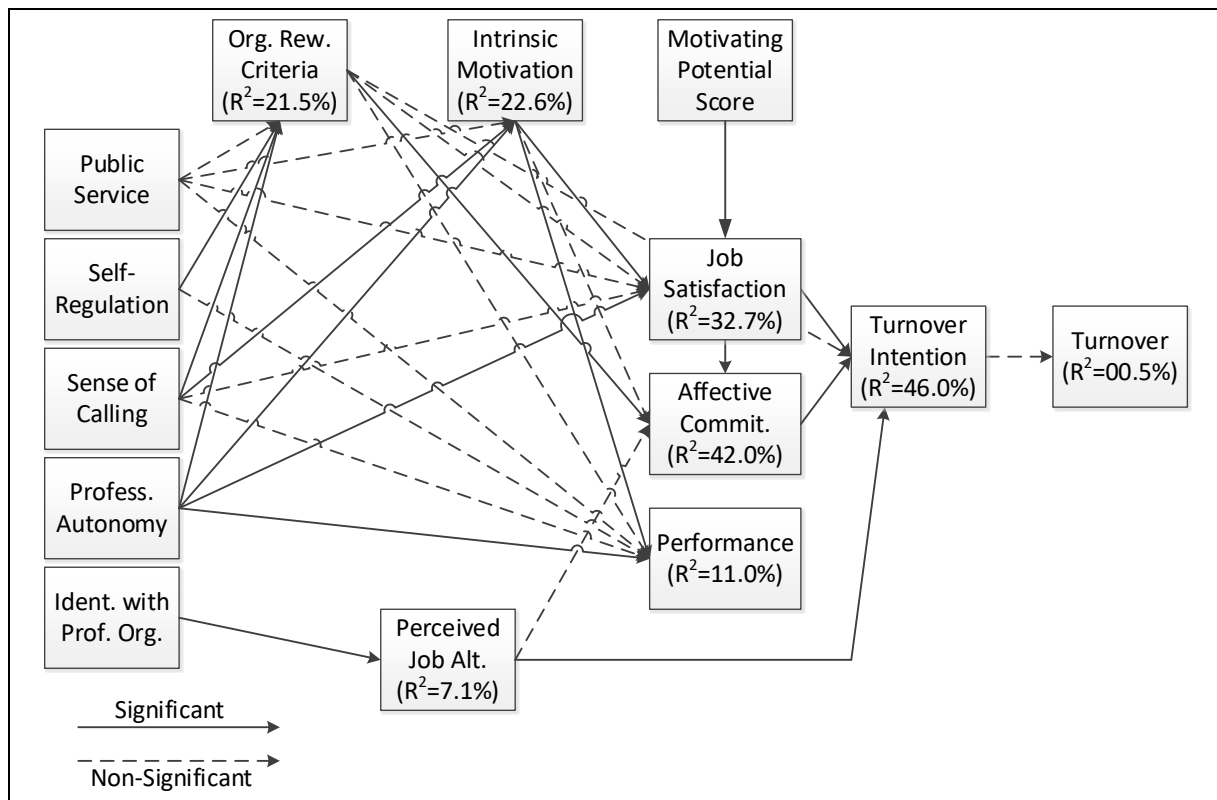 Org. Rew.
Criteria
(R²=21.5%)
Intrinsic
Motivation
(R²=22.6%)
Motivating
Potential
Score
Public
Service
Self-
Regulation
Sense of
Calling
Profess.
Autonomy
Ident. with
Prof. Org.
Perceived
Job Alt.
(R²=7.1%)
Job
Satisfaction
(R²=32.7%)
Affective
Commit.
(R²=42.0%)
Performance
(R²=11.0%)
Turnover
Intention
(R²=46.0%)
Turnover
(R²=00.5%)
Significant
Non-Significant